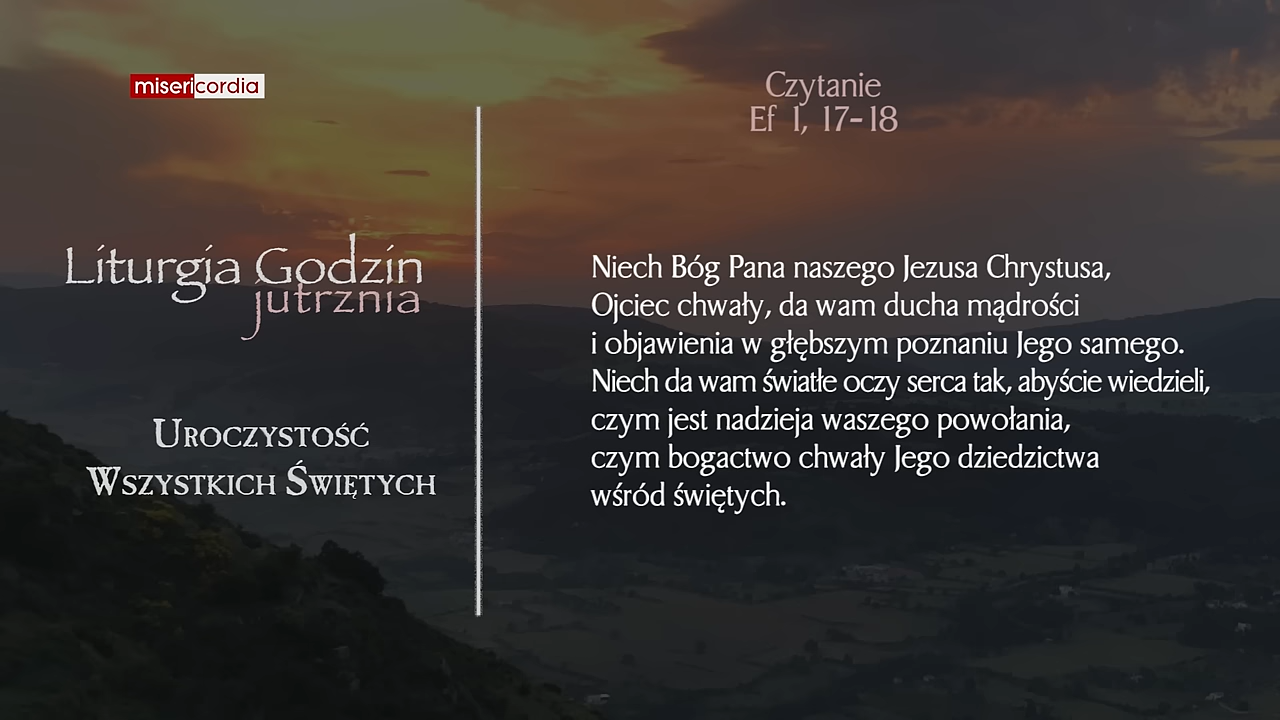 misericordia
Liturgia Godzin
jutrznia
Uroczystość
Wszystkich Świętych
Czytanie
Ef 1, 17-18
Niech Bóg Pana naszego Jezusa Chrystusa,
Ojciec chwały, da wam ducha mądrości
i objawienia w głębszym poznaniu Jego samego.
Niech da wam światłe oczy serca tak, abyście wiedzieli,
czym jest nadzieja waszego powołania,
czym bogactwo chwały Jego dziedzictwa
wśród świętych.